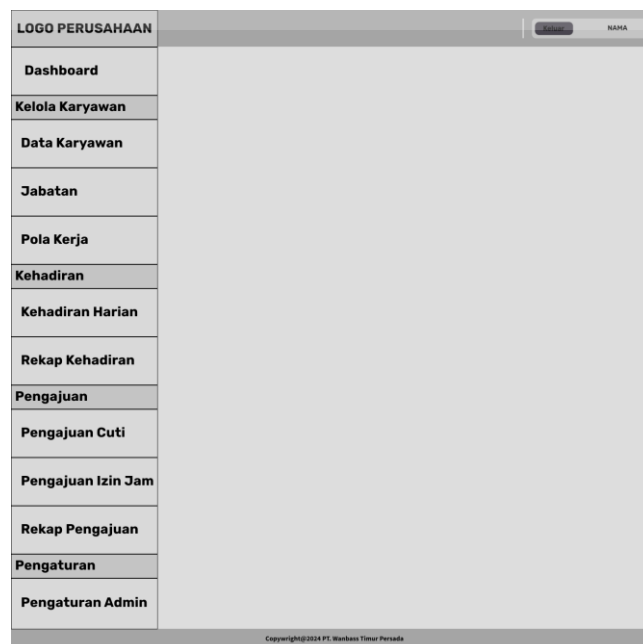 LOGO PERUSAHAAN
Keluar
NAMA
Dashboard
Kelola Karyawan
Data Karyawan
Jabatan
Pola Kerja
Kehadiran
Kehadiran Harian
Rekap Kehadiran
Pengajuan
Pengajuan Cuti
Pengajuan Izin Jam
Rekap Pengajuan
Pengaturan
Pengaturan Admin
Copywright@2024 PT. Wanbass Timur Persada